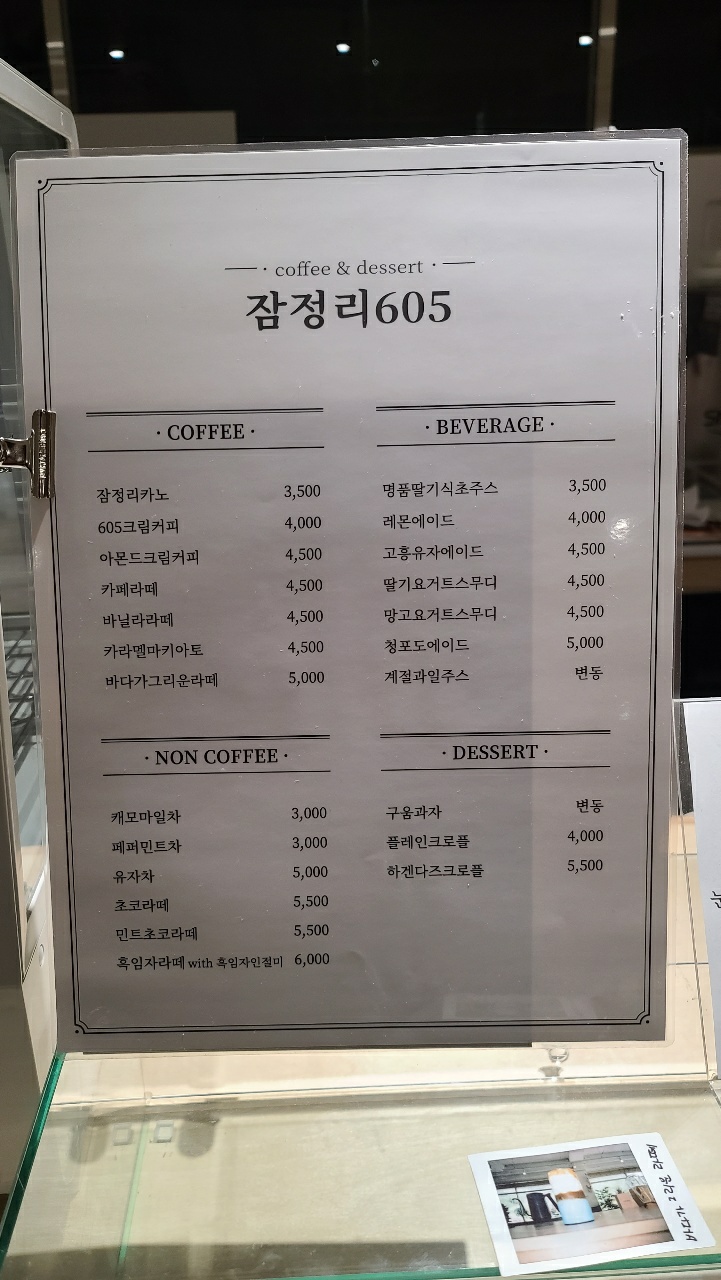 · coffee & dessert ·
잠정리605
· COFFEE ·
잠정리카노 3,500
605크림커피 4,000
아몬드크림커피 4,500
카페라떼 4,500
바닐라라떼 4,500
카라멜마키아토 4,500
바다가그리운라떼 5,000
· NON COFFEE ·
캐모마일차 3,000
페퍼민트차 3,000
유자차 5,000
초코라떼 5,500
민트초코라떼 5,500
흑임자라떼 with 흑임자인절미 6,000
· BEVERAGE ·
명품딸기식초주스 3,500
레몬에이드 4,000
고흥유자에이드 4,500
딸기요거트스무디 4,500
망고요거트스무디 4,500
청포도에이드 5,000
계절과일주스 변동
· DESSERT ·
구움과자 변동
플레인크로플 4,000
하겐다즈크로플 5,500
바다가 그리운 라떼